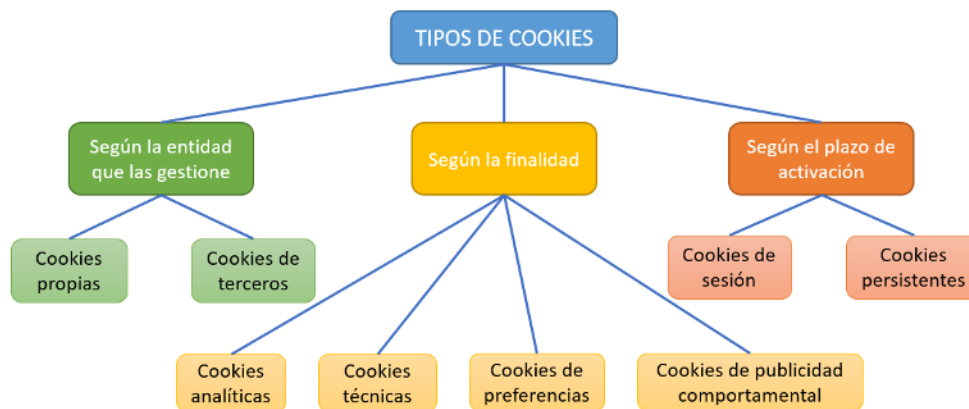 TIPOS DE COOKIES
Según la entidad
que las gestione
Según la finalidad
Según el plazo de
activación
Cookies
propias
Cookies de
terceros
Cookies de
sesión
Cookies
persistentes
Cookies
analíticas
Cookies
técnicas
Cookies de
preferencias
Cookies de publicidad
comportamental